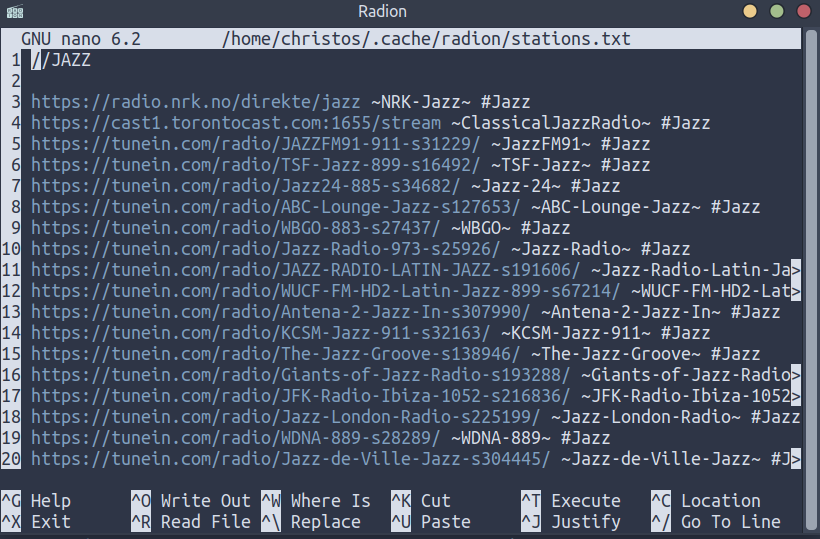 Radion
GNU nano 6.2 /home/christos/.cache/radion/stations.txt
1 //JAZZ
2
3 https://radio.nrk.no/direkte/jazz ~NRK-Jazz~ #Jazz
4 https://cast1.torontocast.com:1655/stream ~ClassicalJazzRadio~ #Jazz
5 https://tunein.com/radio/JAZZFM91-911-s31229/ ~JazzFM91~ #Jazz
6 https://tunein.com/radio/TSF-Jazz-899-s16492/ ~TSF-Jazz~ #Jazz
7 https://tunein.com/radio/Jazz24-885-s34682/ ~Jazz-24~ #Jazz
8 https://tunein.com/radio/ABC-Lounge-Jazz-s127653/ ~ABC-Lounge-Jazz~ #Jazz
9 https://tunein.com/radio/WBGO-883-s27437/ ~WBGO~ #Jazz
10 https://tunein.com/radio/Jazz-Radio-973-s25926/ ~Jazz-Radio~ #Jazz
11 https://tunein.com/radio/JAZZ-RADIO-LATIN-JAZZ-s191606/ ~Jazz-Radio-Latin-Ja>
12 https://tunein.com/radio/WUCF-FM-HD2-Latin-Jazz-899-s67214/ ~WUCF-FM-HD2-Lat>
13 https://tunein.com/radio/Antena-2-Jazz-In-s307990/ ~Antena-2-Jazz-In~ #Jazz
14 https://tunein.com/radio/KCSM-Jazz-911-s32163/ ~KCSM-Jazz-911~ #Jazz
15 https://tunein.com/radio/The-Jazz-Groove-s138946/ ~The-Jazz-Groove~ #Jazz
16 https://tunein.com/radio/Giants-of-Jazz-Radio-s193288/ ~Giants-of-Jazz-Radio>
17 https://tunein.com/radio/JFK-Radio-Ibiza-1052-s216836/ ~JFK-Radio-Ibiza-1052>
18 https://tunein.com/radio/Jazz-London-Radio-s225199/ ~Jazz-London-Radio~ #Jazz
19 https://tunein.com/radio/WDNA-889-s28289/ ~WDNA-889~ #Jazz
20 https://tunein.com/radio/Jazz-de-Ville-Jazz-s304445/ ~Jazz-de-Ville-Jazz~ #J>
^G Help ^O Write Out ^W Where Is ^K Cut ^T Execute ^C Location
^X Exit ^R Read File ^\ Replace ^U Paste ^J Justify ^/ Go To Line